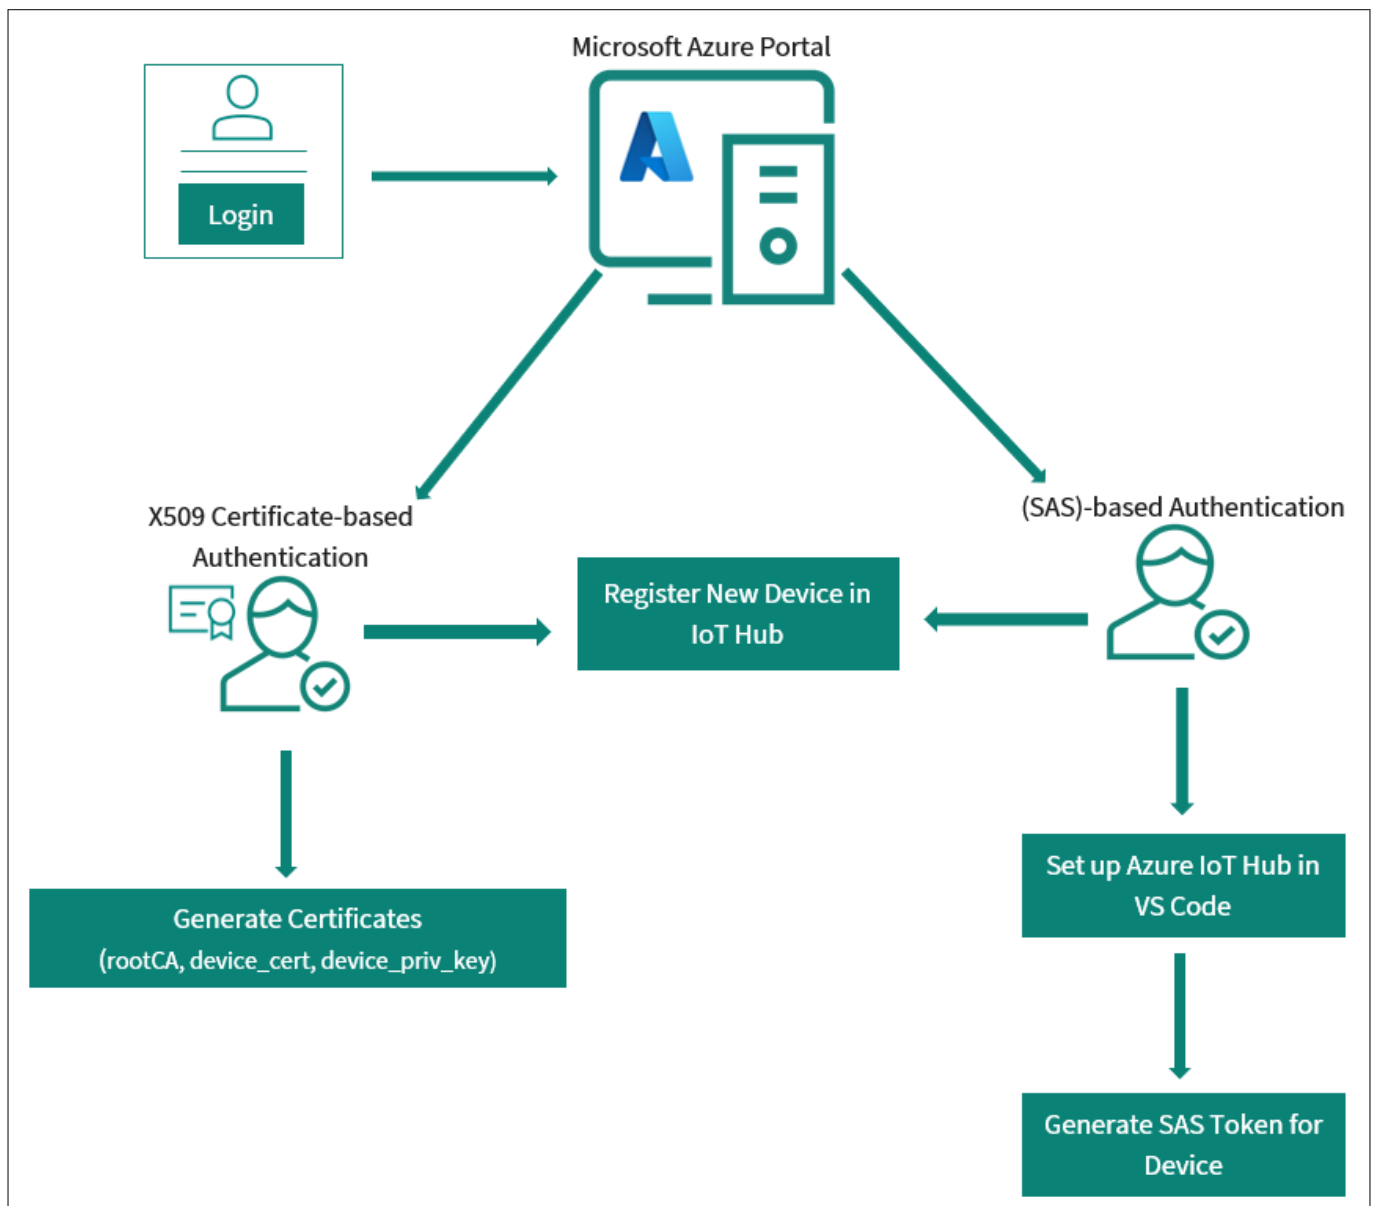 Microsoft Azure Portal
Login
X509 Certificate-based
Authentication
(SAS)-based Authentication
Register New Device in
IoT Hub
Set up Azure IoT Hub in
VS Code
Generate Certificates
(rootCA, device_cert, device_priv_key)
Generate SAS Token for
Device